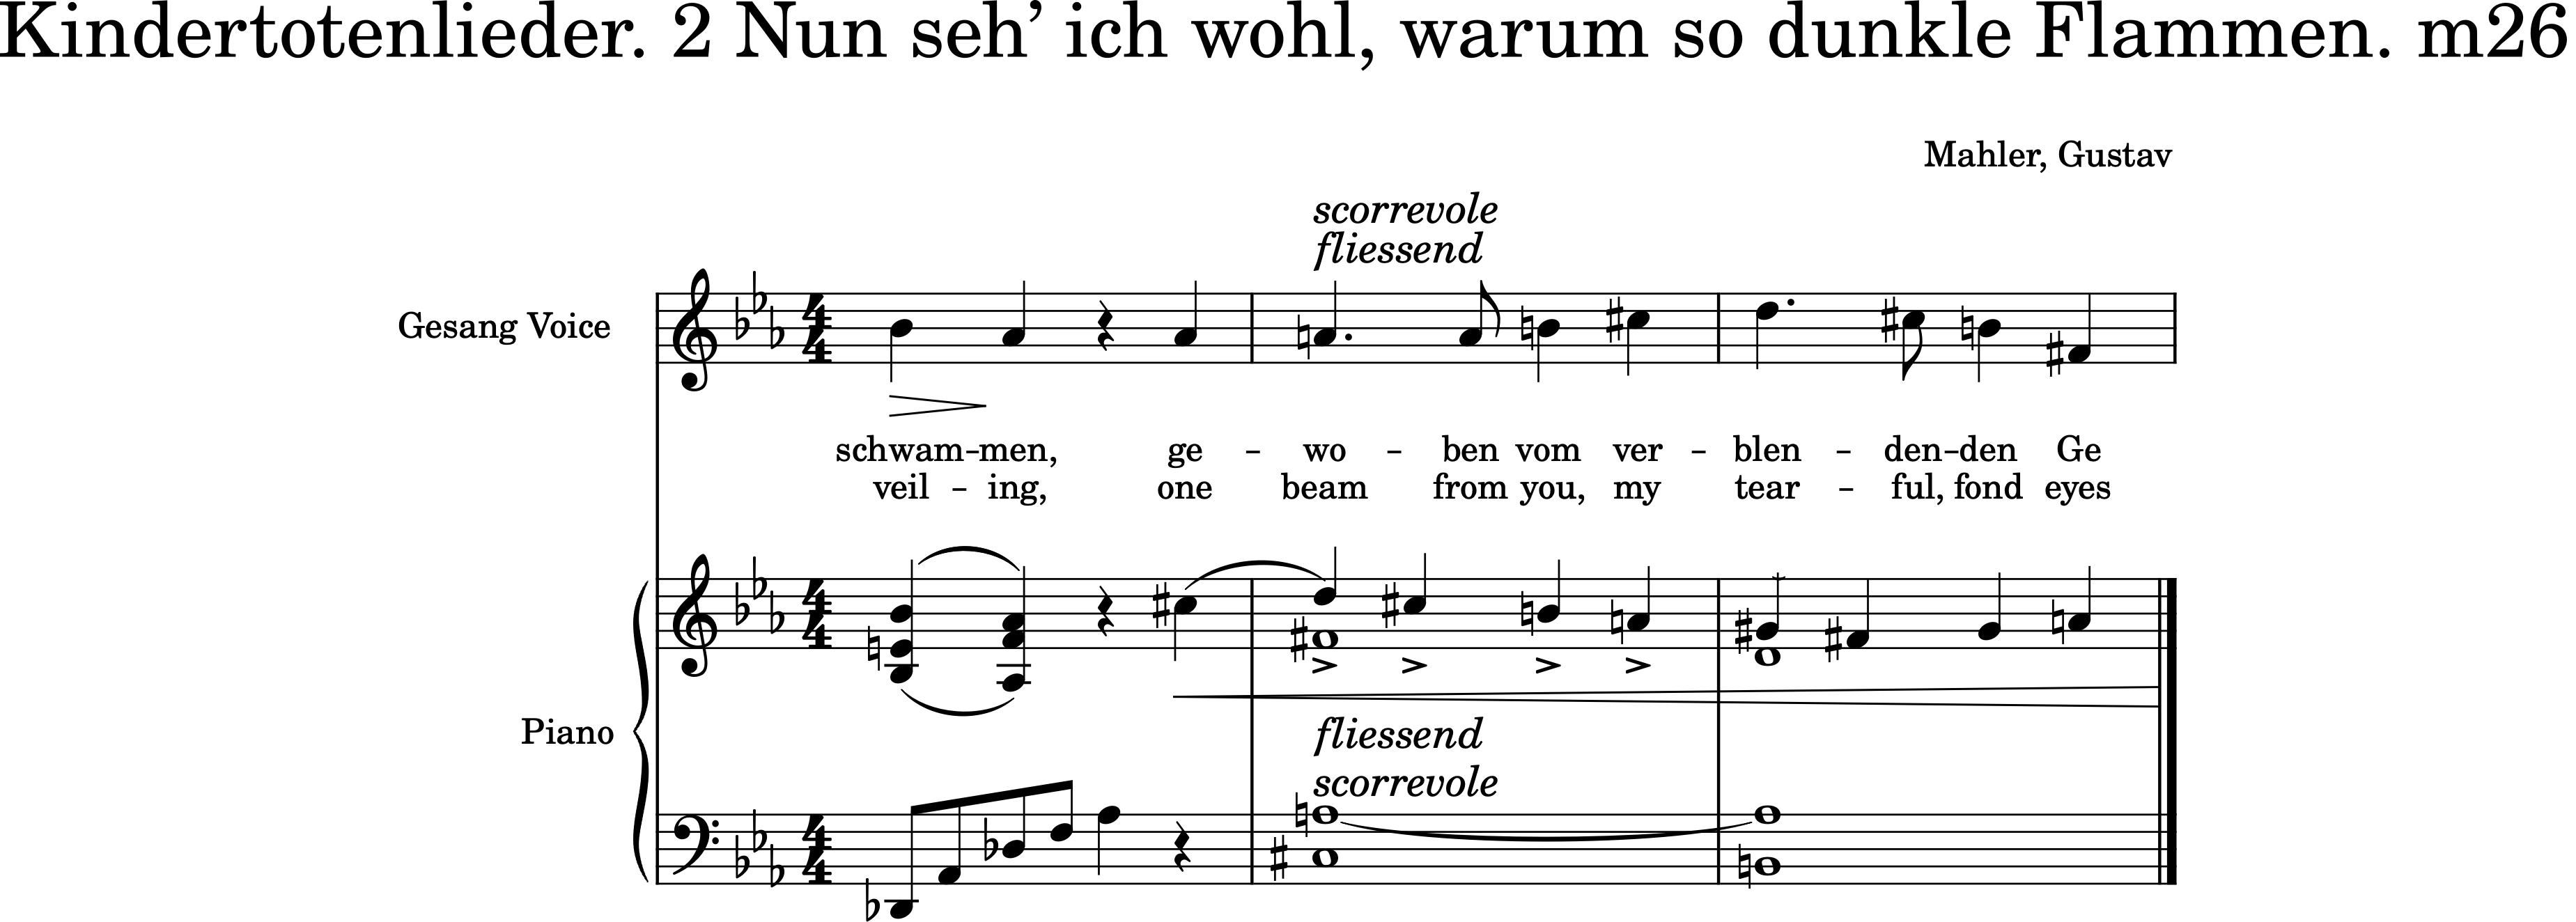 Kindertotenlieder. 2 Nun seh’ ich wohl, warum so dunkle Flammen. m26
Mahler, Gustav
scorrevole
fliessend
Gesang Voice
schwam-men, ge - wo - ben vom ver - blen - den-den Ge
veil - ing, one beam from you, my tear - ful, fond eyes
Piano
fliessend
scorrevole